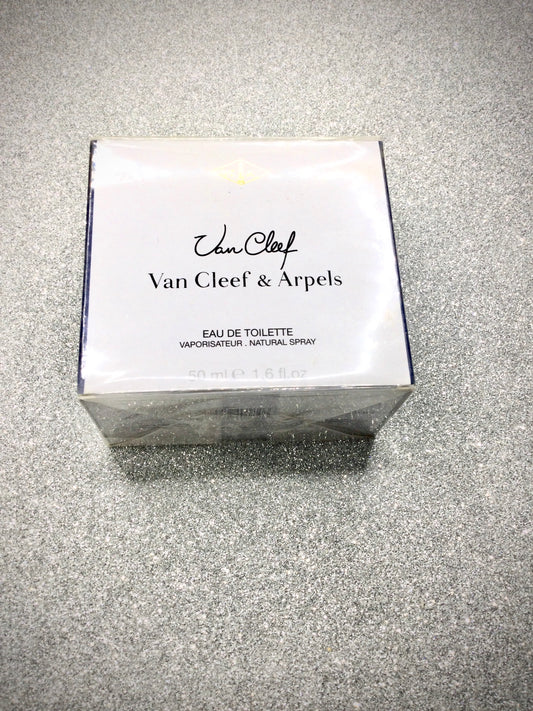 Van Cleef
Van Cleef & Arpels
EAU DE TOILETTE
VAPORISATEUR . NATURAL SPRAY
50 ml ℮ 1.6 fl.oz